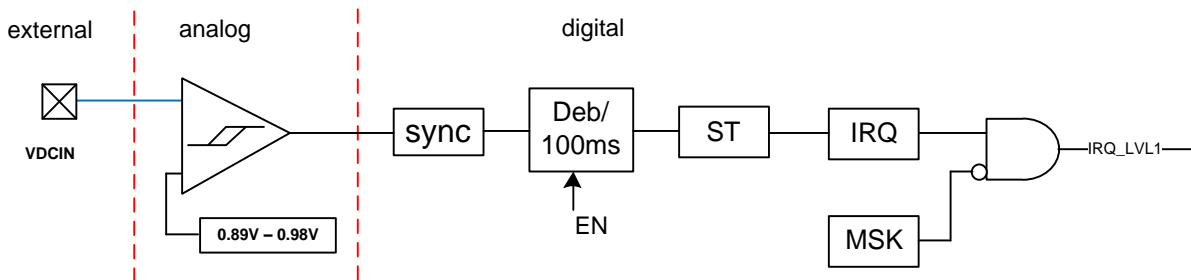 external
analog
digital
VDCIN
0.89V – 0.98V
sync
Deb/
100ms
EN
ST
IRQ
MSK
IRQ_LVL1